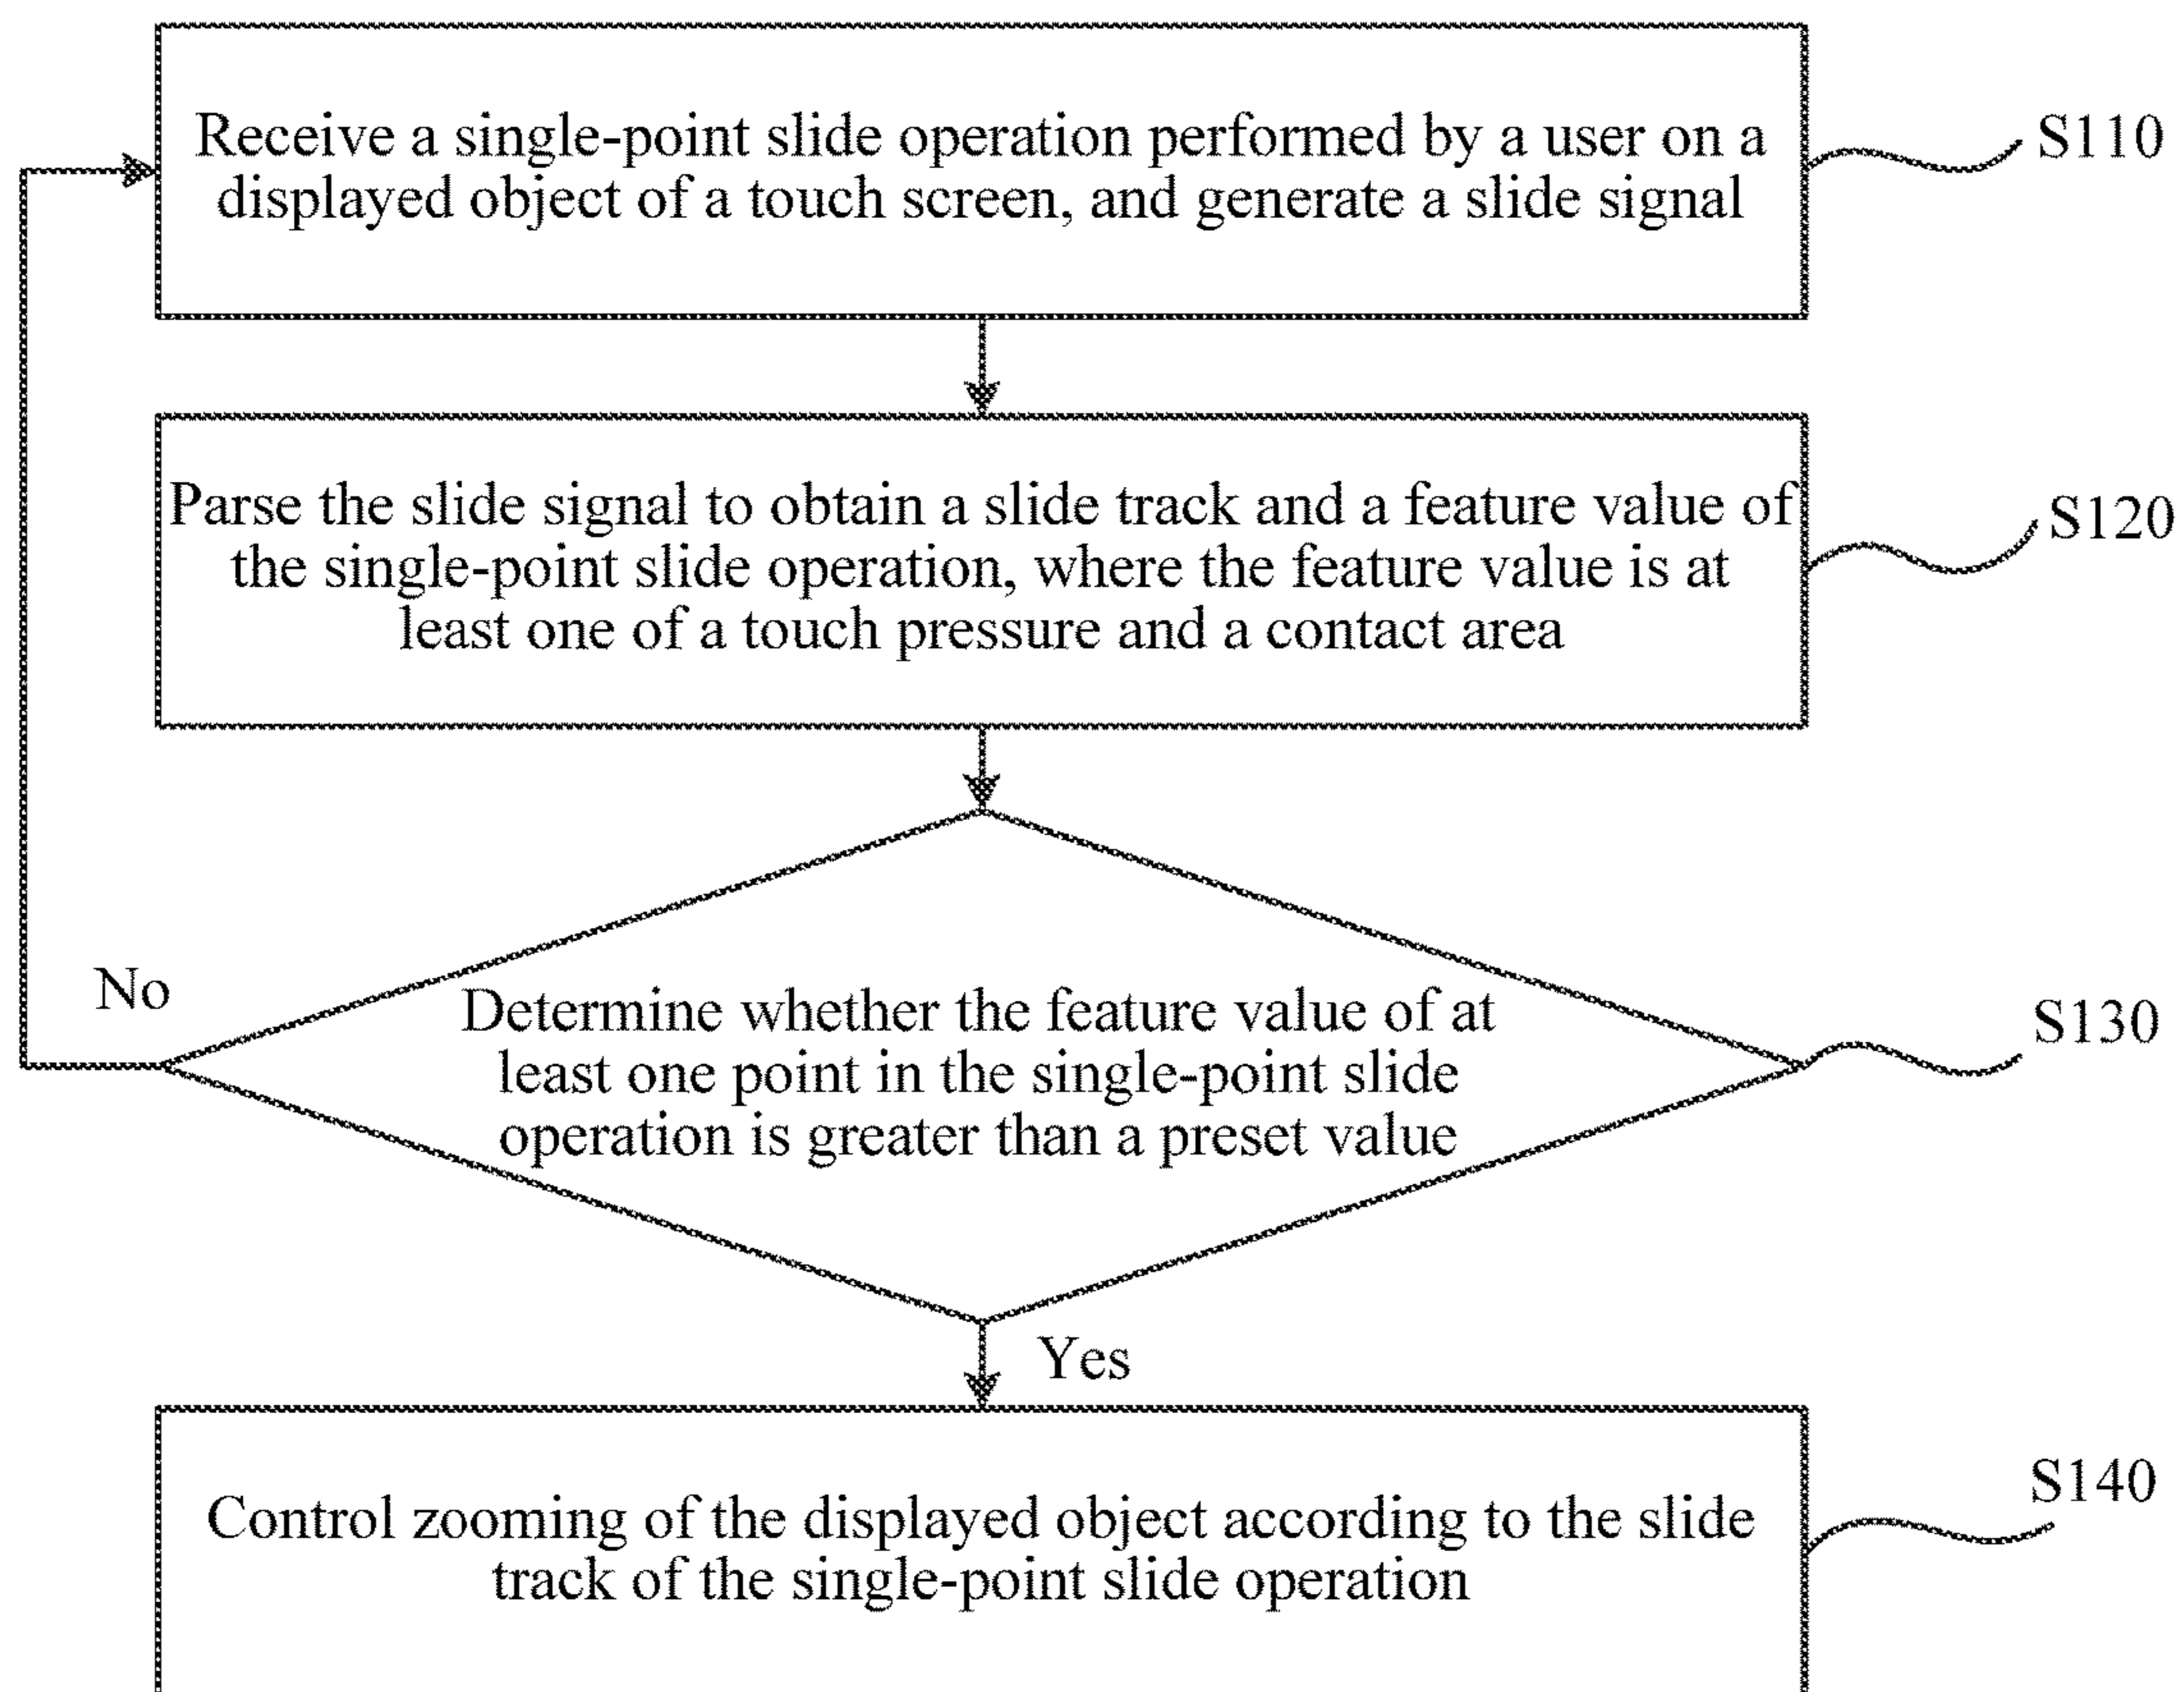 Receive a single-point slide operation performed by a user on a
displayed object of a touch screen, and generate a slide signal
S110
Parse the slide signal to obtain a slide track and a feature value of
the single-point slide operation, where the feature value is at
least one of a touch pressure and a contact area
S120
No
Determine whether the feature value of at
least one point in the single-point slide
operation is greater than a preset value
S130
Yes
Control zooming of the displayed object according to the slide
track of the single-point slide operation
S140